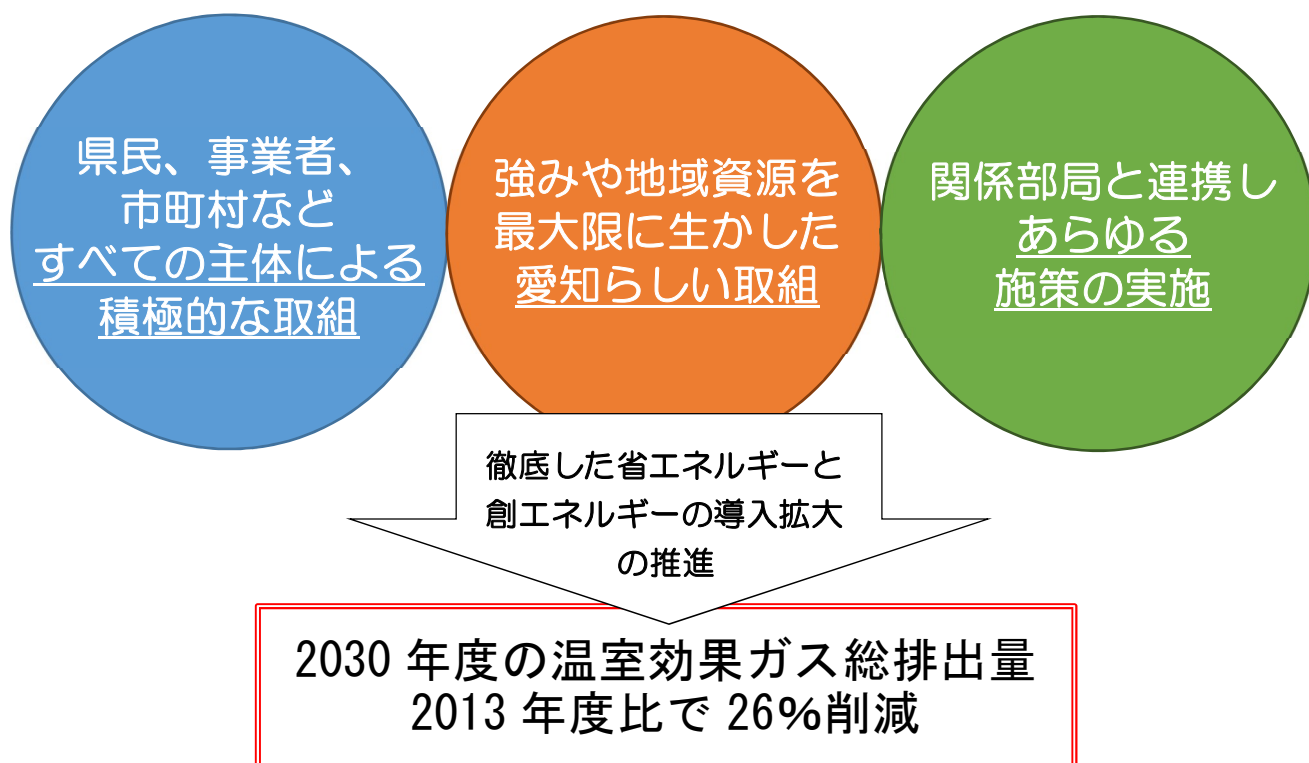 県民、事業者、
市町村など
すべての主体による
積極的な取組
強みや地域資源を
最大限に生かした
愛知らしい取組
関係部局と連携し
あらゆる
施策の実施
徹底した省エネルギーと
創エネルギーの導入拡大
の推進
2030 年度の温室効果ガス総排出量
2013 年度比で 26%削減